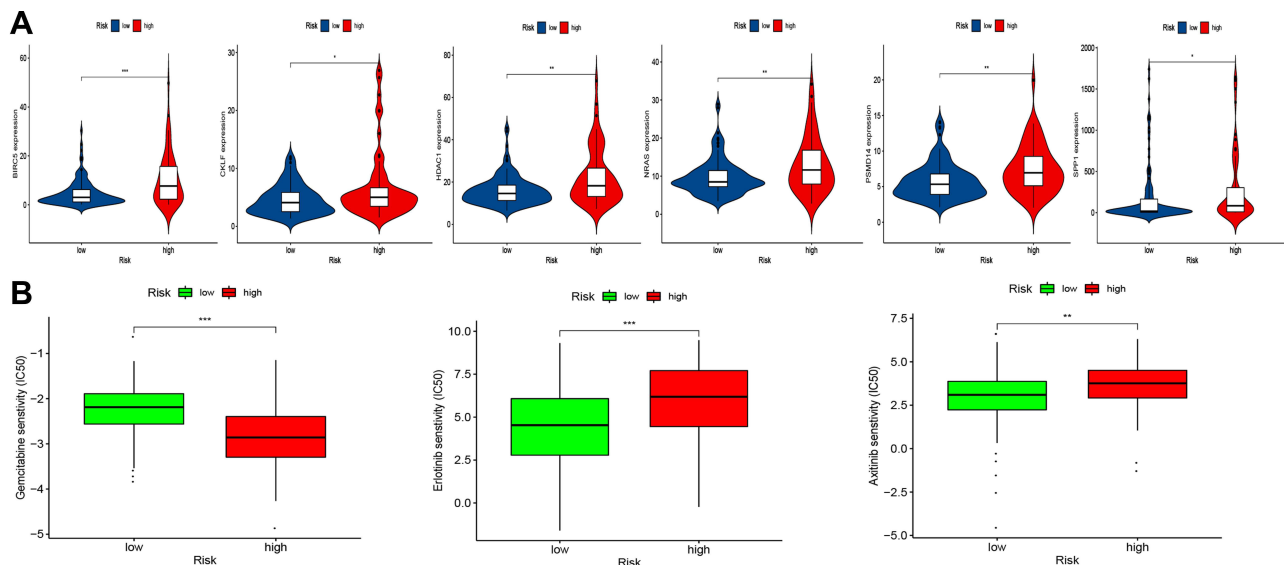 A
Risk low high
BIRC5 expression
60
40
20
0
***
low high
Risk
Risk low high
CKLF expression
30
20
10
0
*
low high
Risk
Risk low high
HDAC1 expression
80
60
40
20
0
**
low high
Risk
Risk low high
NRAS expression
40
30
20
10
0
**
low high
Risk
Risk low high
PSMD14 expression
20
15
10
5
0
**
low high
Risk
Risk low high
SPP1 expression
2000
1500
1000
500
0
*
low high
Risk
B
Risk low high
Gemcitabine senstivity (IC50)
−1
−2
−3
−4
−5
***
low high
Risk
Risk low high
Erlotinib senstivity (IC50)
10.0
7.5
5.0
2.5
0.0
***
low high
Risk
Risk low high
Axitinib senstivity (IC50)
7.5
5.0
2.5
0.0
−2.5
−5.0
**
low high
Risk